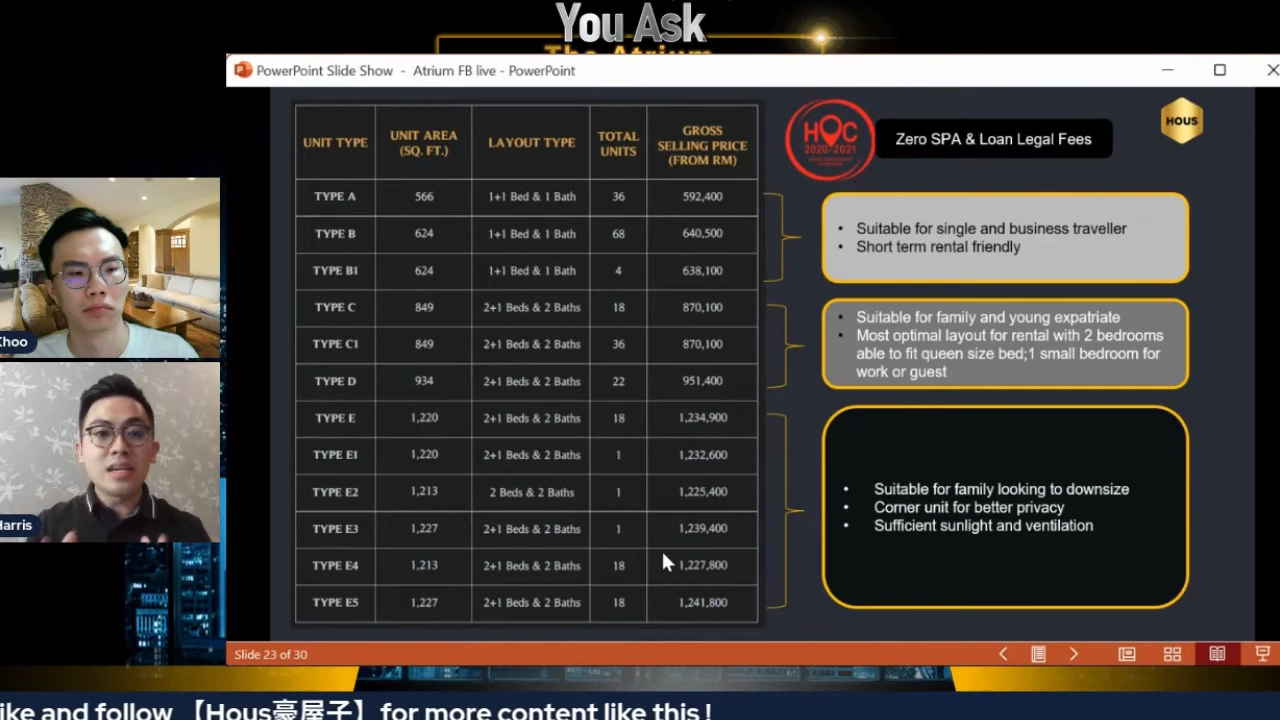 You Ask
The Atrium
PowerPoint Slide Show - Atrium FB live - PowerPoint
UNIT TYPE UNIT AREA (SQ. FT.) LAYOUT TYPE TOTAL UNITS GROSS SELLING PRICE (FROM RM)
TYPE A 566 1+1 Bed & 1 Bath 36 592,400
TYPE B 624 1+1 Bed & 1 Bath 68 640,500
TYPE B1 624 1+1 Bed & 1 Bath 4 638,100
TYPE C 849 2+1 Beds & 2 Baths 18 870,100
TYPE C1 849 2+1 Beds & 2 Baths 36 870,100
TYPE D 934 2+1 Beds & 2 Baths 22 951,400
TYPE E 1,220 2+1 Beds & 2 Baths 18 1,234,900
TYPE E1 1,220 2+1 Beds & 2 Baths 1 1,232,600
TYPE E2 1,213 2 Beds & 2 Baths 1 1,225,400
TYPE E3 1,227 2+1 Beds & 2 Baths 1 1,239,400
TYPE E4 1,213 2+1 Beds & 2 Baths 18 1,227,800
TYPE E5 1,227 2+1 Beds & 2 Baths 18 1,241,800
HOC
2020-2021
Zero SPA & Loan Legal Fees
HOUS
• Suitable for single and business traveller
• Short term rental friendly
• Suitable for family and young expatriate
• Most optimal layout for rental with 2 bedrooms
able to fit queen size bed;1 small bedroom for
work or guest
• Suitable for family looking to downsize
• Corner unit for better privacy
• Sufficient sunlight and ventilation
Khoo
Harris
Slide 23 of 30
ike and follow 【Hous豪屋子】for more content like this !